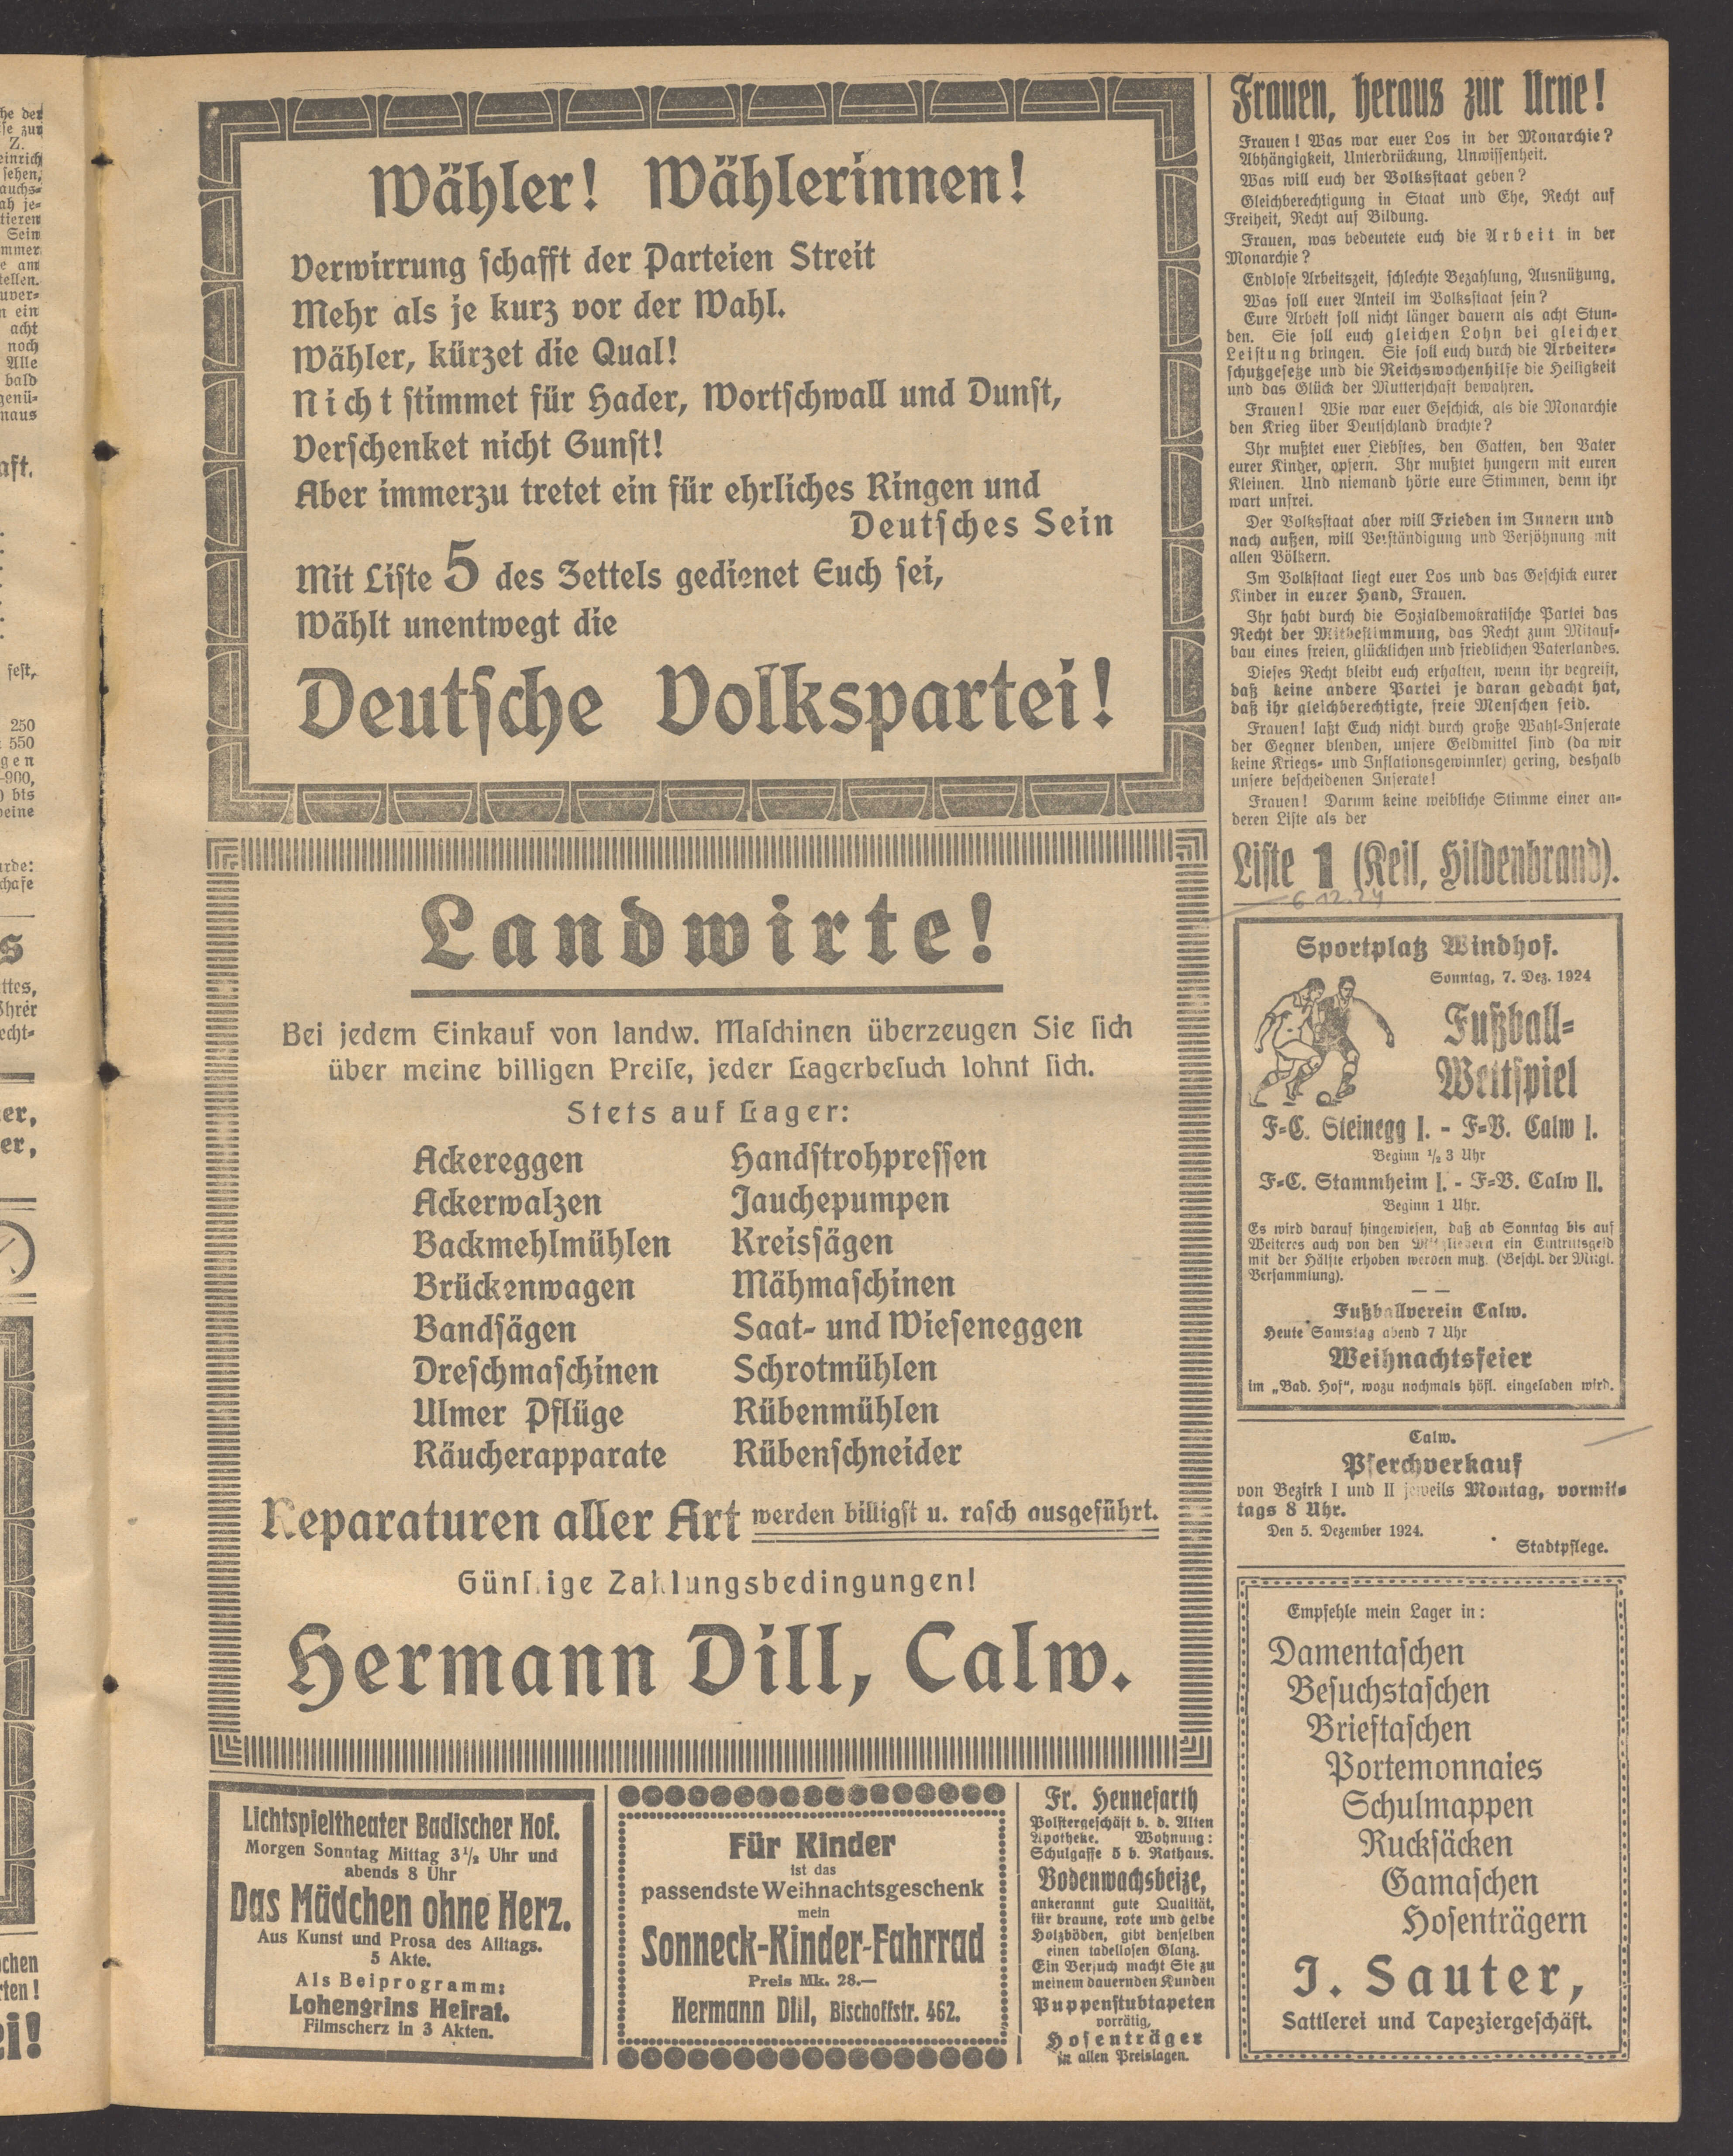 Wähler! Wählerinnen!
Verwirrung schafft der Parteien Streit
Mehr als je kurz vor der Wahl.
Wähler, kürzet die Qual!
Nicht stimmet für Hader, Wortschwall und Dunst,
Verschenket nicht Gunst!
Aber immerzu tretet ein für ehrliches Ringen und
Deutsches Sein
Mit Liste 5 des Zettels gedienet Euch sei,
Wählt unentwegt die
Deutsche Volkspartei!
Landwirte!
Bei jedem Einkauf von landw. Maschinen überzeugen Sie sich
über meine billigen Preise, jeder Lagerbesuch lohnt sich.
Stets auf Lager:
Ackereggen
Ackerwalzen
Backmehlmühlen
Brückenwagen
Bandsägen
Dreschmaschinen
Ulmer Pflüge
Räucherapparate
Handstrohpressen
Jauchepumpen
Kreissägen
Mähmaschinen
Saat- und Wieseneggen
Schrotmühlen
Rübenmühlen
Rübenschneider
Reparaturen aller Art werden billigst u. rasch ausgeführt.
Günstige Zahlungsbedingungen!
Hermann Dill, Calw.
Lichtspieltheater Badischer Hof.
Morgen Sonntag Mittag 3½ Uhr und
abends 8 Uhr
Das Mädchen ohne Herz.
Aus Kunst und Prosa des Alltags.
5 Akte.
Als Beiprogramm:
Lohengrins Heirat.
Filmscherz in 3 Akten.
Für Kinder
ist das
passendste Weihnachtsgeschenk
mein
Sonneck-Kinder-Fahrrad
Preis Mk. 28.—
Hermann Dill, Bischoffstr. 462.
Fr. Hennefarth
Polstergeschäft b. d. Alten
Apotheke. Wohnung:
Schulgasse 5 b. Rathaus.
Bodenwachsbeize,
ankerannt gute Qualität,
für braune, rote und gelbe
Holzböden, gibt denselben
einen tadellosen Glanz.
Ein Versuch macht Sie zu
meinem dauernden Kunden
Puppenstubtapeten
vorrätig,
Hosenträger
in allen Preislagen.
Frauen, heraus zur Urne!
Frauen! Was war euer Los in der Monarchie?
Abhängigkeit, Unterdrückung, Unwissenheit.
Was will euch der Volksstaat geben?
Gleichberechtigung in Staat und Ehe, Recht auf
Freiheit, Recht auf Bildung.
Frauen, was bedeutete euch die Arbeit in der
Monarchie?
Endlose Arbeitszeit, schlechte Bezahlung, Ausnützung.
Was soll euer Anteil im Volksstaat sein?
Eure Arbeit soll nicht länger dauern als acht Stun-
den. Sie soll euch gleichen Lohn bei gleicher
Leistung bringen. Sie soll euch durch die Arbeiter-
schutzgesetze und die Reichswochenhilfe die Heiligkeit
und das Glück der Mutterschaft bewahren.
Frauen! Wie war euer Geschick, als die Monarchie
den Krieg über Deutschland brachte?
Ihr mußtet euer Liebstes, den Gatten, den Vater
eurer Kinder, opfern. Ihr mußtet hungern mit euren
Kleinen. Und niemand hörte eure Stimmen, denn ihr
wart unfrei.
Der Volksstaat aber will Frieden im Innern und
nach außen, will Verständigung und Versöhnung mit
allen Völkern.
Im Volkstaat liegt euer Los und das Geschick eurer
Kinder in eurer Hand, Frauen.
Ihr habt durch die Sozialdemokratische Partei das
Recht der Mitbestimmung, das Recht zum Mitauf-
bau eines freien, glücklichen und friedlichen Vaterlandes.
Dieses Recht bleibt euch erhalten, wenn ihr begreift,
daß keine andere Partei je daran gedacht hat,
daß ihr gleichberechtigte, freie Menschen seid.
Frauen! laßt Euch nicht durch große Wahl-Inserate
der Gegner blenden, unsere Geldmittel sind (da wir
keine Kriegs- und Inflationsgewinnler) gering, deshalb
unsere bescheidenen Inserate!
Frauen! Darum keine weibliche Stimme einer an-
deren Liste als der
Liste 1 (Keil, Hildenbrand).
6.12.24
Sportplatz Windhof.
Sonntag, 7. Dez. 1924
Fußball-
Wettspiel
F-C. Steinegg I. - F-V. Calw I.
Beginn ½3 Uhr
F-C. Stammheim I. - F-V. Calw II.
Beginn 1 Uhr.
Es wird darauf hingewiesen, daß ab Sonntag bis auf
Weiteres auch von den Mitgliedern ein Eintrittsgeld
mit der Hälfte erhoben werden muß. (Beschl. der Mitgl.
Versammlung).
Fußballverein Calw.
Heute Samstag abend 7 Uhr
Weihnachtsfeier
im „Bad. Hof“, wozu nochmals höfl. eingeladen wird.
Calw.
Pferchverkauf
von Bezirk I und II jeweils Montag, vormit-
tags 8 Uhr.
Den 5. Dezember 1924.
Stadtpflege.
Empfehle mein Lager in:
Damentaschen
Besuchstaschen
Brieftaschen
Portemonnaies
Schulmappen
Rucksäcken
Gamaschen
Hosenträgern
J. Sauter,
Sattlerei und Tapeziergeschäft.